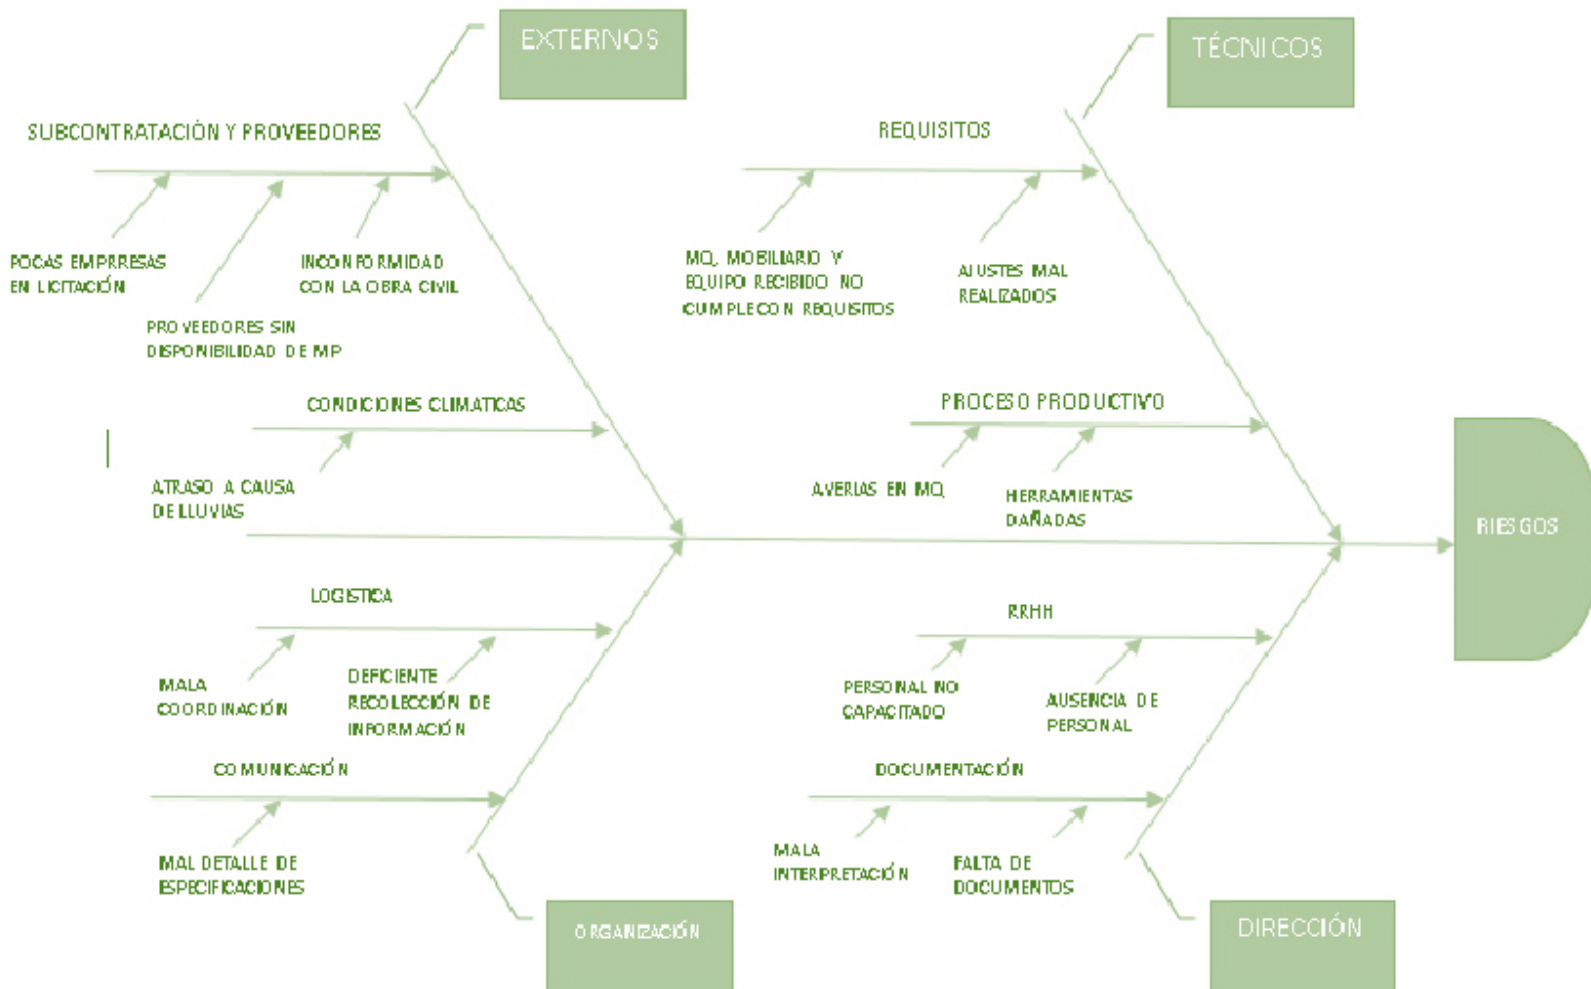 EXTERNOS
TÉCNICOS
SUBCONTRATACIÓN Y PROVEEDORES
REQUISITOS
POCAS EMPRRESAS
EN LICITACIÓN
INCONFORMIDAD
CON LA OBRA CIVIL
PROVEEDORES SIN
DISPONIBILIDAD DE MP
MQ, MOBILIARIO Y
EQUIPO RECIBIDO NO
CUMPLE CON REQUISITOS
AJUSTES MAL
REALIZADOS
CONDICIONES CLIMATICAS
PROCESO PRODUCTIVO
ATRASO A CAUSA
DE LLUVIAS
AVERIAS EN MQ
HERRAMIENTAS
DAÑADAS
RIESGOS
LOGISTICA
RRHH
MALA
COORDINACIÓN
DEFICIENTE
RECOLECCIÓN DE
INFORMACIÓN
PERSONAL NO
CAPACITADO
AUSENCIA DE
PERSONAL
COMUNICACIÓN
DOCUMENTACIÓN
MAL DETALLE DE
ESPECIFICACIONES
MALA
INTERPRETACIÓN
FALTA DE
DOCUMENTOS
ORGANIZACIÓN
DIRECCIÓN